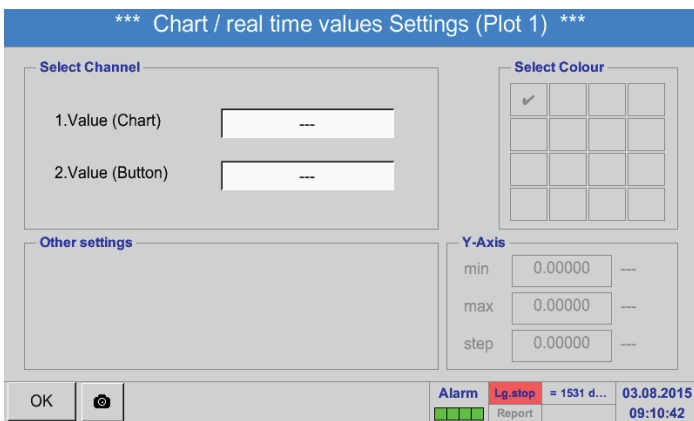 *** Chart / real time values Settings (Plot 1) ***
Select Channel
1.Value (Chart)
---
2.Value (Button)
---
Select Colour
Other settings
Y-Axis
min 0.00000 ---
max 0.00000 ---
step 0.00000 ---
OK
Alarm
Lg.stop = 1531 d...
Report
03.08.2015
09:10:42